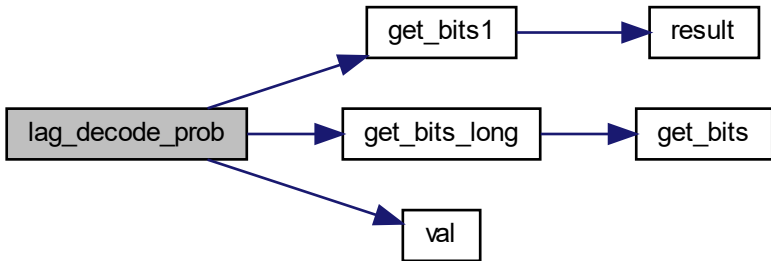 get_bits1
result
lag_decode_prob
get_bits_long
get_bits
val